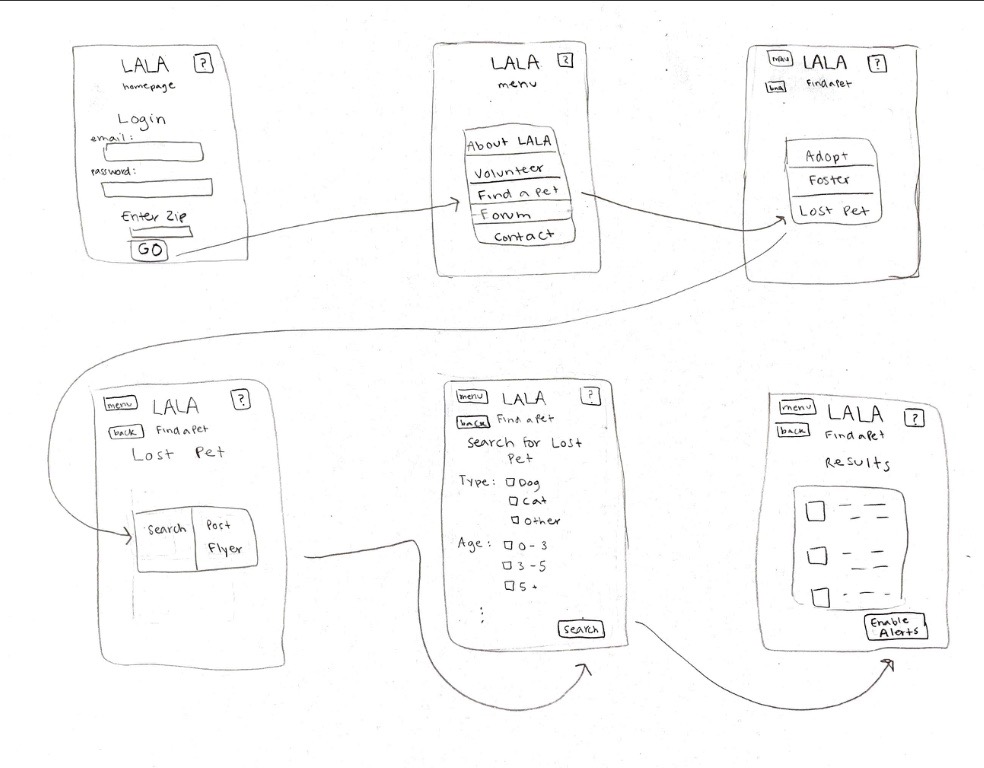 LALA ?
homepage
Login
email:
password:
Enter Zip
GO
LALA ?
menu
About LALA
Volunteer
Find a pet
Forum
Contact
menu LALA ?
back Find a Pet
Adopt
Foster
Lost Pet
menu LALA ?
back Find a Pet
Lost Pet
Search Post
Flyer
menu LALA ?
back Find a Pet
Search for Lost
Pet
Type: Dog
Cat
Other
Age: 0-3
3-5
5+
Search
menu LALA ?
back Find a Pet
Results
Enable
Alerts